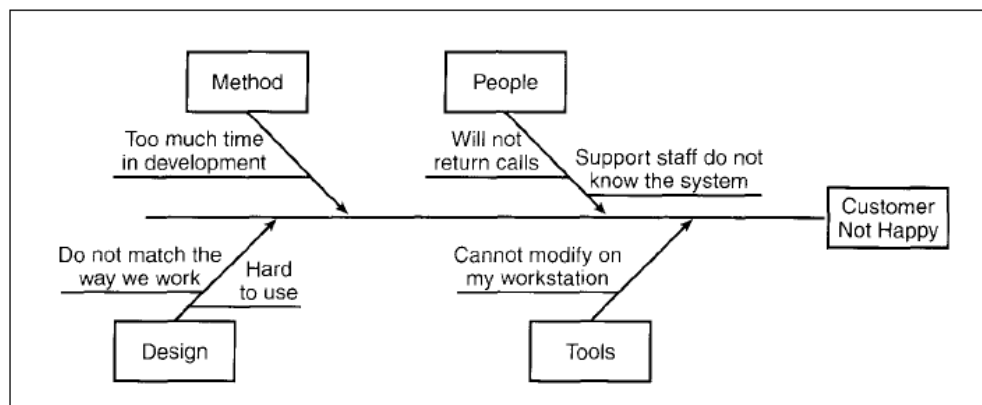 Method
People
Too much time
in development
Will not
return calls
Support staff do not
know the system
Customer
Not Happy
Do not match the
way we work
Hard
to use
Cannot modify on
my workstation
Design
Tools